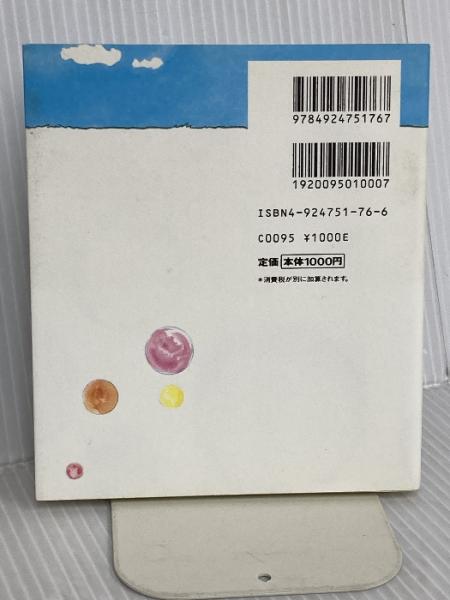 9784924751767
1920095010007
ISBN4-924751-76-6
C0095 ¥1000E
定価 本体1000円
*消費税が別に加算されます。